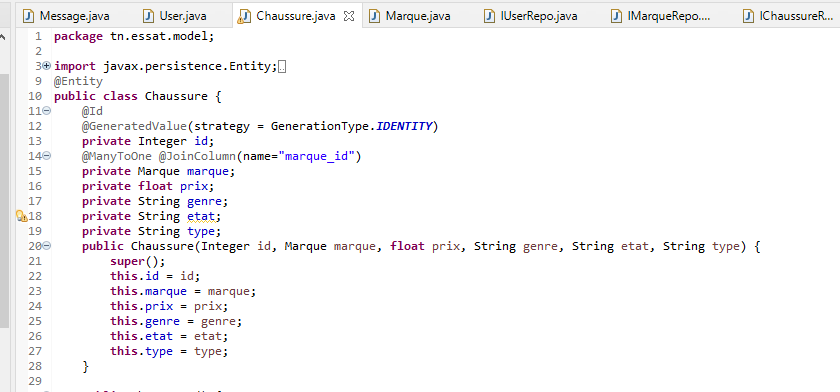 Message.java User.java Chaussure.java Marque.java IUserRepo.java IMarqueRepo.... IChaussureR...
1 package tn.essat.model;
2
3 import javax.persistence.Entity;
9 @Entity
10 public class Chaussure {
11 @Id
12 @GeneratedValue(strategy = GenerationType.IDENTITY)
13 private Integer id;
14 @ManyToOne @JoinColumn(name="marque_id")
15 private Marque marque;
16 private float prix;
17 private String genre;
18 private String etat;
19 private String type;
20 public Chaussure(Integer id, Marque marque, float prix, String genre, String etat, String type) {
21 super();
22 this.id = id;
23 this.marque = marque;
24 this.prix = prix;
25 this.genre = genre;
26 this.etat = etat;
27 this.type = type;
28 }
29